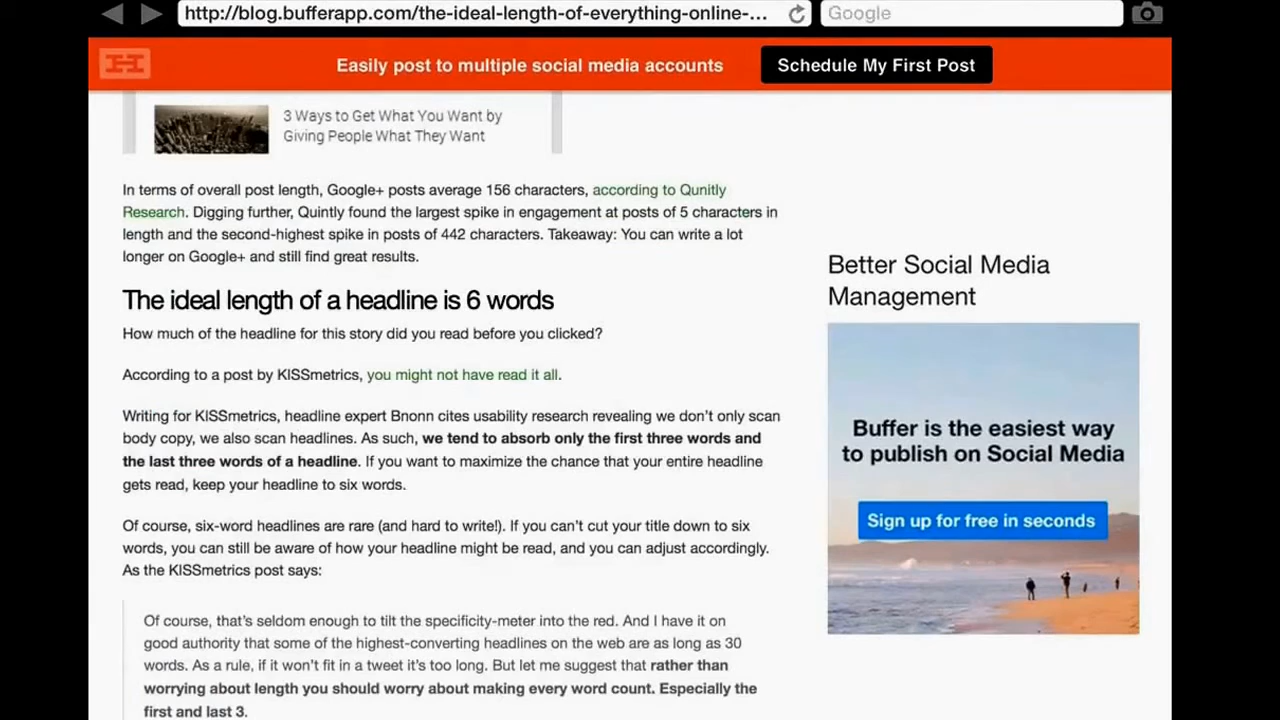 http://blog.bufferapp.com/the-ideal-length-of-everything-online-...
Google
Easily post to multiple social media accounts
Schedule My First Post
3 Ways to Get What You Want by
Giving People What They Want
In terms of overall post length, Google+ posts average 156 characters, according to Qunitly
Research. Digging further, Quintly found the largest spike in engagement at posts of 5 characters in
length and the second-highest spike in posts of 442 characters. Takeaway: You can write a lot
longer on Google+ and still find great results.
The ideal length of a headline is 6 words
How much of the headline for this story did you read before you clicked?
According to a post by KISSmetrics, you might not have read it all.
Writing for KISSmetrics, headline expert Bnonn cites usability research revealing we don't only scan
body copy, we also scan headlines. As such, we tend to absorb only the first three words and
the last three words of a headline. If you want to maximize the chance that your entire headline
gets read, keep your headline to six words.
Of course, six-word headlines are rare (and hard to write!). If you can't cut your title down to six
words, you can still be aware of how your headline might be read, and you can adjust accordingly.
As the KISSmetrics post says:
Of course, that's seldom enough to tilt the specificity-meter into the red. And I have it on
good authority that some of the highest-converting headlines on the web are as long as 30
words. As a rule, if it won't fit in a tweet it's too long. But let me suggest that rather than
worrying about length you should worry about making every word count. Especially the
first and last 3.
Better Social Media
Management
Buffer is the easiest way
to publish on Social Media
Sign up for free in seconds